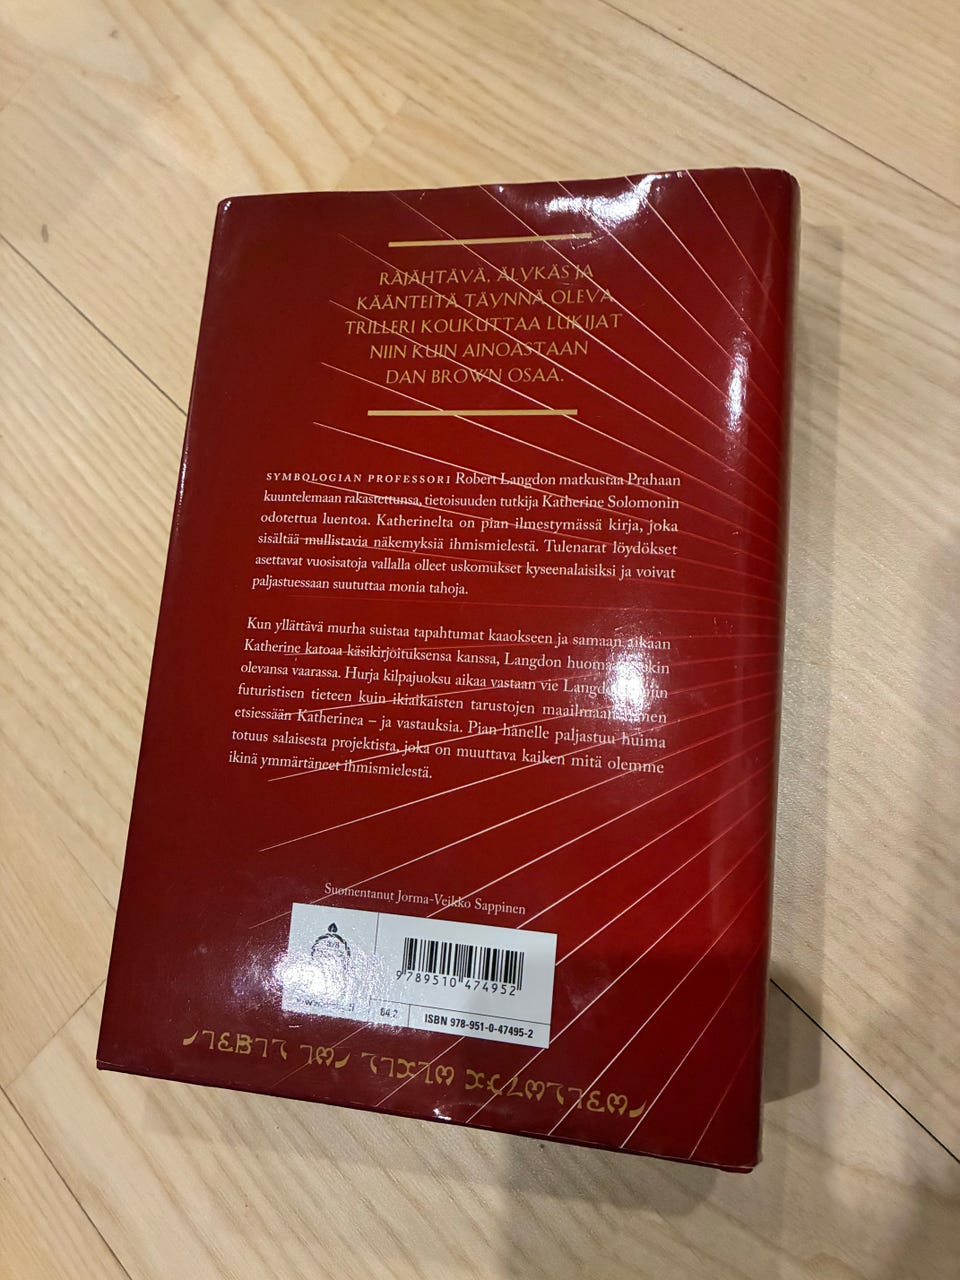 RÄJÄHTÄVÄ, ÄLYKÄS JA
KÄÄNTEITÄ TÄYNNÄ OLEVA
TRILLERI KOUKUTTAA LUKIJAT
NIIN KUIN AINOASTAAN
DAN BROWN OSAA.
SYMBOLOGIAN PROFESSORI Robert Langdon matkustaa Prahaan
kuuntelemaan rakastettunsa, tietoisuuden tutkija Katherine Solomonin
odotettua luentoa. Katherinelta on pian ilmestymässä kirja, joka
sisältää mullistavia näkemyksiä ihmismielestä. Tulenarat löydökset
asettavat vuosisatoja vallalla olleet uskomukset kyseenalaisiksi ja voivat
paljastuessaan suututtaa monia tahoja.
Kun yllättävä murha suistaa tapahtumat kaaokseen ja samaan aikaan
Katherine katoaa käsikirjoituksensa kanssa, Langdon
olevansa vaarassa. Hurja kilpajuoksu aikaa vastaan vie
futuristisen tieteen kuin ikiaikaisten tarustojen maailmaan
etsiessään Katherinea – ja vastauksia. Pian hänelle paljastuu huima
totuus salaisesta projektista, joka on muuttava kaiken mitä olemme
ikinä ymmärtäneet ihmismielestä.
Suomentanut Jorma-Veikko Sappinen
9 789510 474952
84.2 ISBN 978-951-0-47495-2